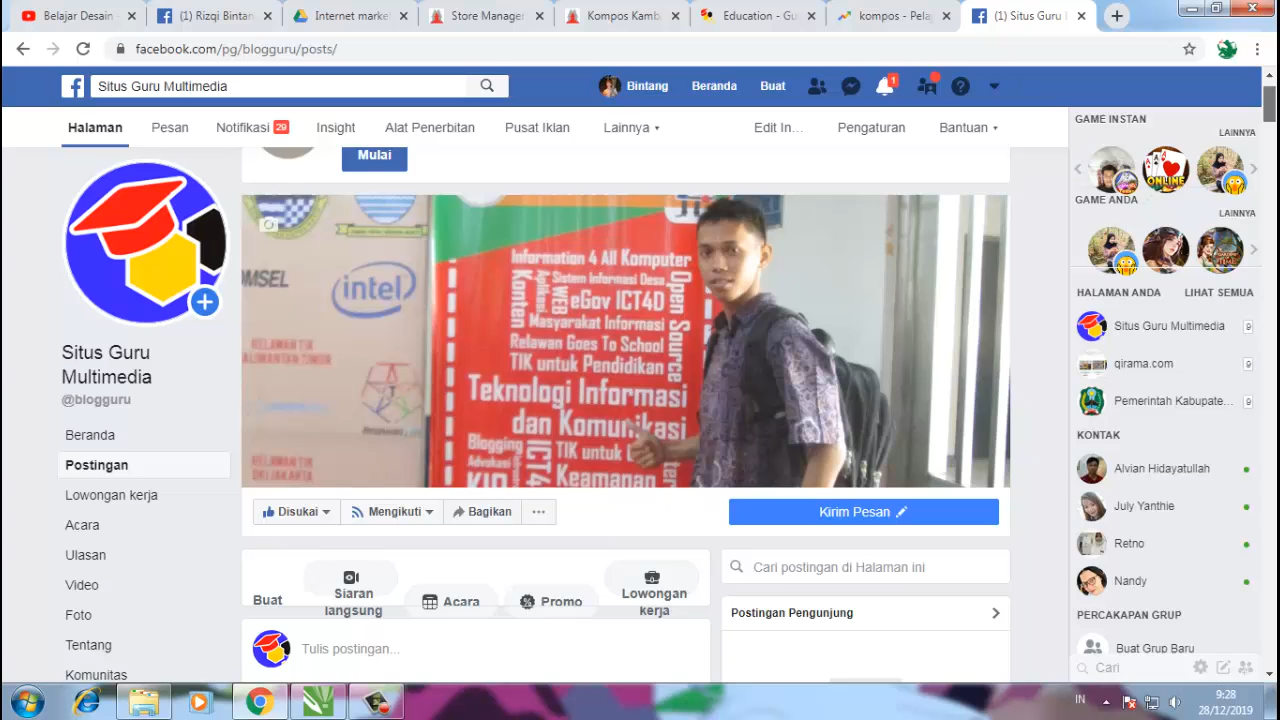 Belajar Desain -
(1) Rizqi Bintan
Internet marke
Store Manager
Kompos Kamb
Education - Gu
kompos - Pela
(1) Situs Guru
facebook.com/pg/blogguru/posts/
Situs Guru Multimedia
Bintang
Beranda
Buat
1
Halaman
Pesan
Notifikasi 29
Insight
Alat Penerbitan
Pusat Iklan
Lainnya
Edit In...
Pengaturan
Bantuan
Mulai
Situs Guru
Multimedia
@blogguru
Beranda
Postingan
Lowongan kerja
Acara
Ulasan
Video
Foto
Tentang
Komunitas
intel
Information 4 All Komputer
Sistem Informasi Desa
Konten
Aplikasi
WEB
eGov ICT4D
Open Source
Masyarakat Informasi
Relawan Goes To School
TIK untuk Pendidikan
Teknologi Informasi
dan Komunikasi
Blogging
TIK untuk
ICT4
Keamanan
Disukai
Mengikuti
Bagikan
Kirim Pesan
Buat
Siaran
langsung
Acara
Promo
Lowongan
kerja
Tulis postingan...
Cari postingan di Halaman ini
Postingan Pengunjung
GAME INSTAN
LAINNYA
ONLINE
GAME ANDA
LAINNYA
HALAMAN ANDA
LIHAT SEMUA
Situs Guru Multimedia 9
qirama.com 9
Pemerintah Kabupate... 9
KONTAK
Alvian Hidayatullah
July Yanthie
Retno
Nandy
PERCAKAPAN GRUP
Buat Grup Baru
Cari
IN
9:28
28/12/2019